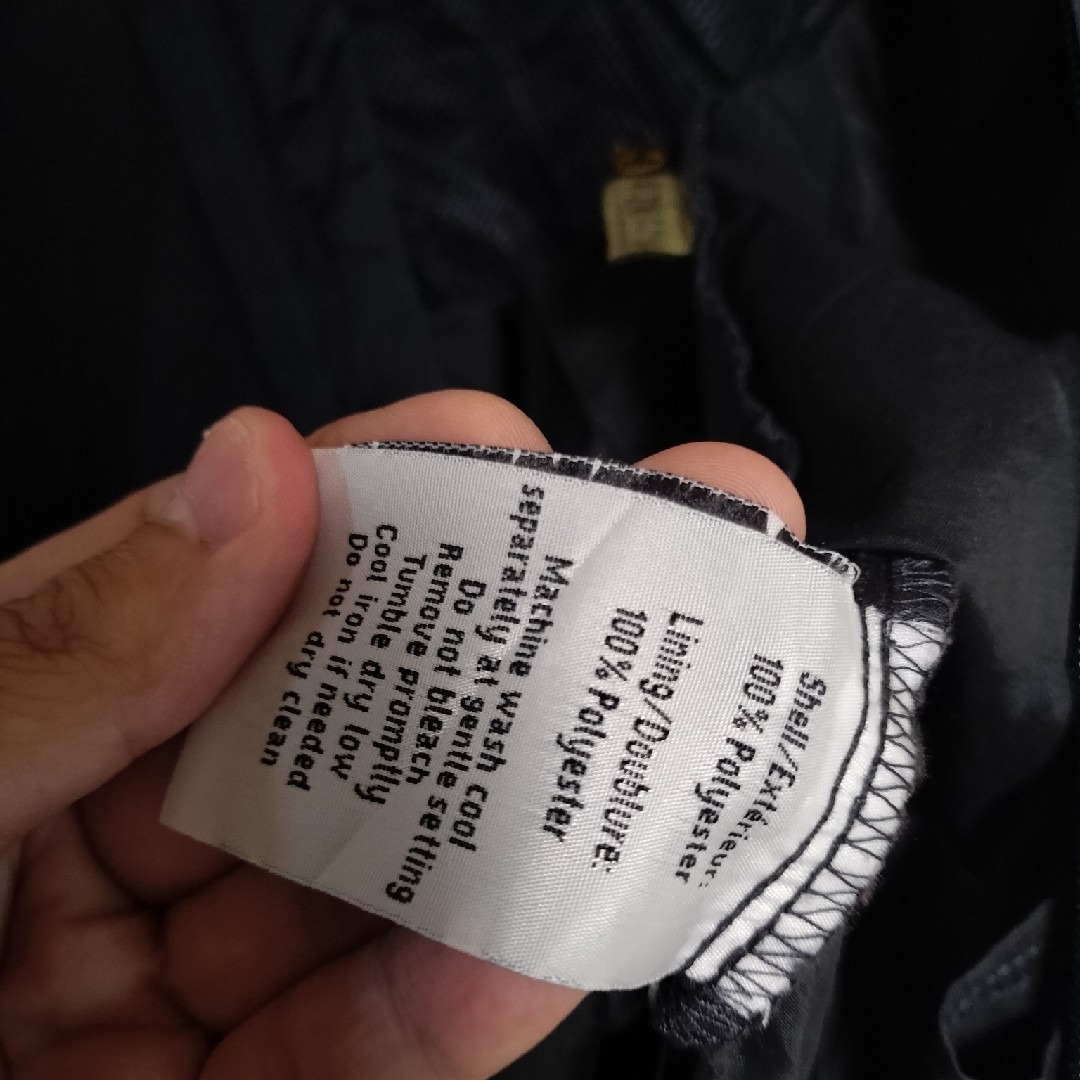 Shell/Extérieur:
100% Polyester
Lining/Doublure:
100% Polyester
Machine wash cool
separately at gentle setting
Do not bleach
Remove promptly
Tumble dry low
Cool iron if needed
Do not dry clean